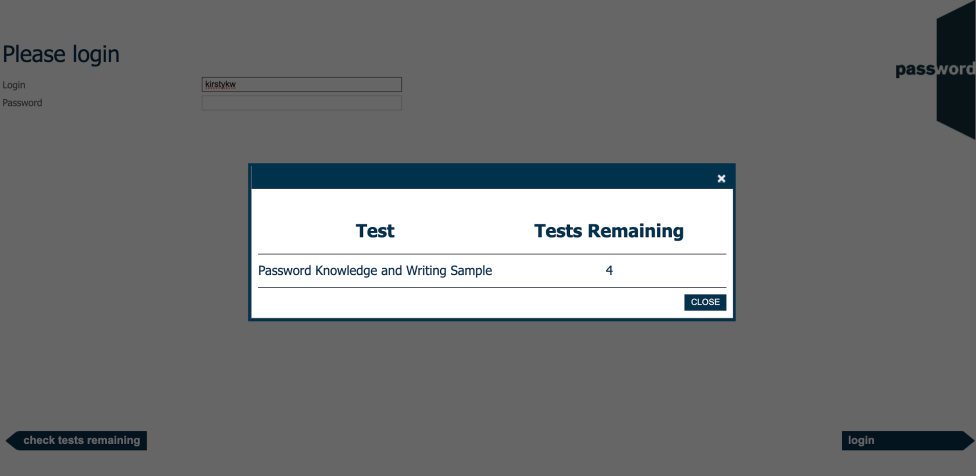 Please login
Login kirstykw
Password
password
×
Test Tests Remaining
Password Knowledge and Writing Sample 4
CLOSE
check tests remaining
login